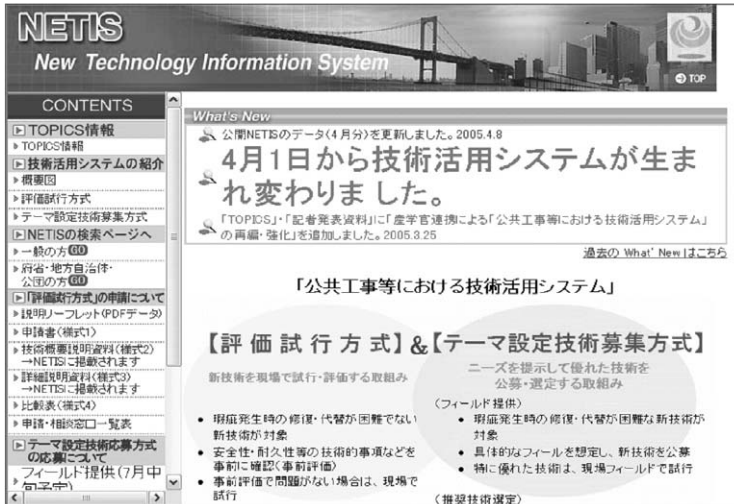 NETIS
New Technology Information System
TOP
CONTENTS
TOPICS情報
TOPICS情報
技術活用システムの紹介
概要図
評価試行方式
テーマ設定技術募集方式
NETISの検索ページへ
一般の方GO
府省・地方自治体・
公団の方GO
「評価試行方式」の申請について
説明リーフレット(PDFデータ)
申請書(様式1)
技術概要説明資料(様式2)
→NETISに掲載されます
詳細説明資料(様式3)
→NETISに掲載されます
比較表(様式4)
申請・相談窓口一覧表
テーマ設定技術応募方式
の応募について
フィールド提供(7月中
旬予定)
What's New
公開NETISのデータ(4月分)を更新しました。2005.4.8
4月1日から技術活用システムが生ま
れ変わりま した。
「TOPICS」・「記者発表資料」に「産学官連携による「公共工事等における技術活用システム」
の再編・強化」を追加しました。2005.3.25
過去の What' New はこちら
「公共工事等における技術活用システム」
【評価試行方式】&【テーマ設定技術募集方式】
新技術を現場で試行・評価する取組み
ニーズを提示して優れた技術を
公募・選定する取組み
• 瑕疵発生時の修復・代替が困難でない
新技術が対象
• 安全性・耐久性等の技術的事項などを
事前に確認(事前評価)
• 事前評価で問題がない場合は、現場で
試行
(フィールド提供)
• 瑕疵発生時の修復・代替が困難な新技術が
対象
• 具体的なフィールを想定し、新技術を公募
• 特に優れた技術は、現場フィールドで試行
(推奨技術選定)